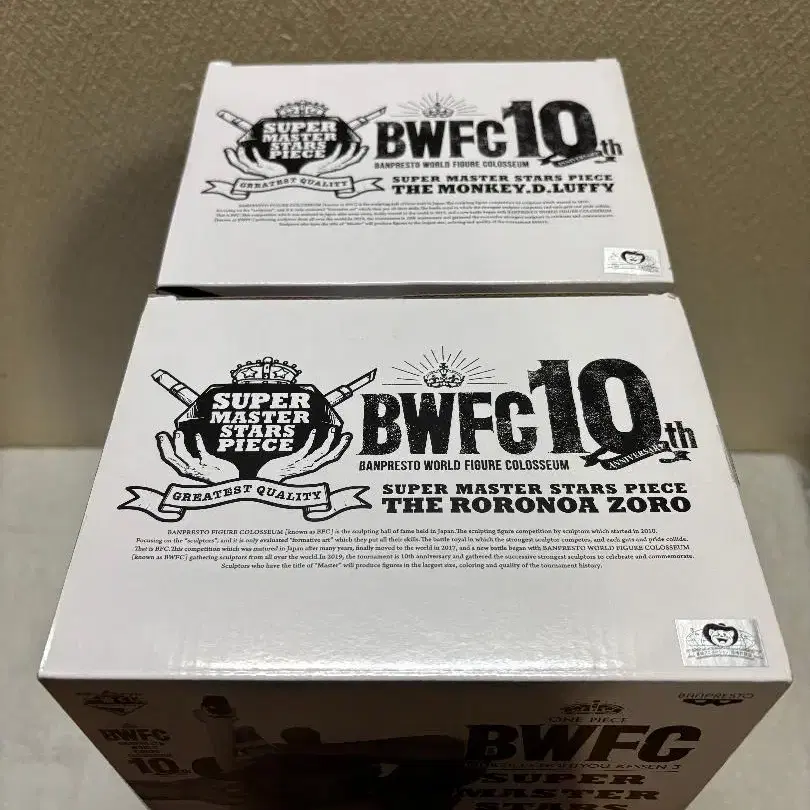 SUPER
MASTER
STARS
PIECE
GREATEST QUALITY
BWFC 10th
ANNIVERSARY
BANPRESTO WORLD FIGURE COLOSSEUM
SUPER MASTER STARS PIECE
THE MONKEY.D.LUFFY
SUPER
MASTER
STARS
PIECE
GREATEST QUALITY
BWFC 10th
ANNIVERSARY
BANPRESTO WORLD FIGURE COLOSSEUM
SUPER MASTER STARS PIECE
THE RORONOA ZORO
BANPRESTO FIGURE COLOSSEUM [known as BFC] is the sculpting hall of fame held in Japan. The sculpting figure competition by sculptors which started in 2010.
Focusing on the "sculptors", and it is only evaluated "formative art" which they put all their skills. The battle royal in which the strongest sculptor competes, and each guts and pride collide.
That is BFC. This competition which was matured in Japan after many years, finally moved to the world in 2017, and a new battle began with BANPRESTO WORLD FIGURE COLOSSEUM
[known as BWFC] gathering sculptors from all over the world. In 2019, the tournament is 10th anniversary and gathered the successive strongest sculptors to celebrate and commemorate.
Sculptors who have the title of "Master" will produce figures in the largest size, coloring and quality of the tournament history.
BANPRESTO
BWFC
10
ONE PIECE
BWFC
SUPER
MASTER
STARS